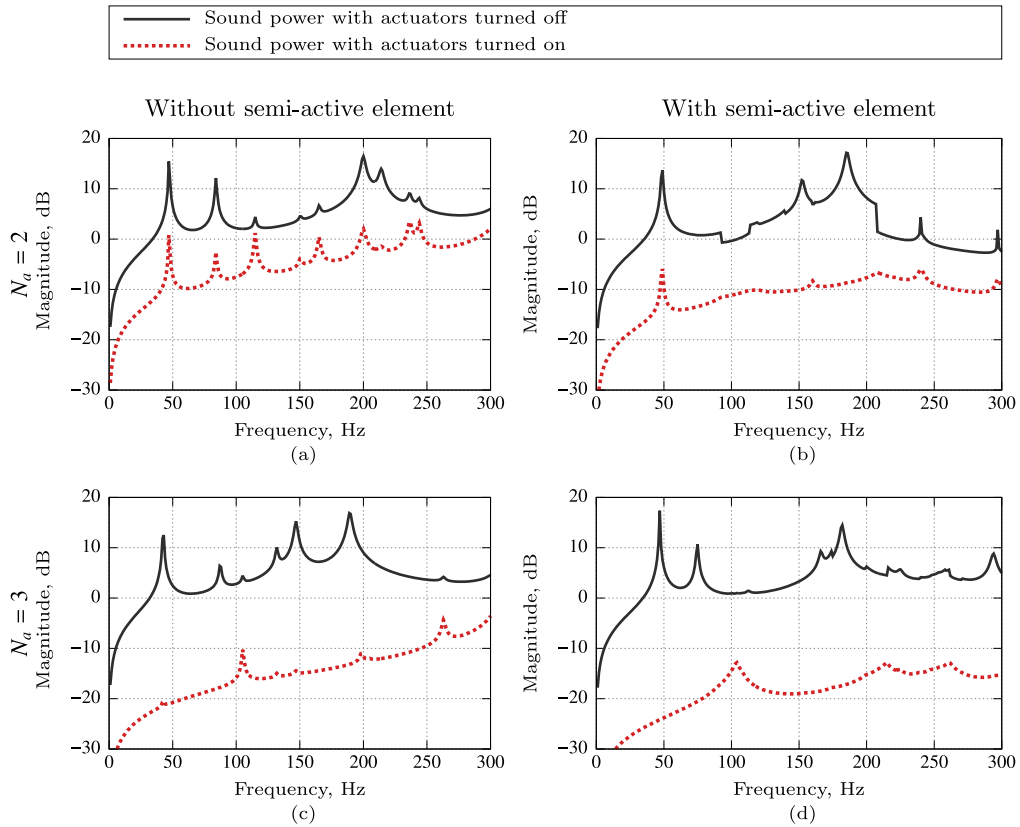 Sound power with actuators turned off
Sound power with actuators turned on
Without semi-active element
With semi-active element
N_a = 2
Magnitude, dB
20
10
0
−10
−20
−30
0 50 100 150 200 250 300
Frequency, Hz
(a)
Magnitude, dB
20
10
0
−10
−20
−30
0 50 100 150 200 250 300
Frequency, Hz
(b)
N_a = 3
Magnitude, dB
20
10
0
−10
−20
−30
0 50 100 150 200 250 300
Frequency, Hz
(c)
Magnitude, dB
20
10
0
−10
−20
−30
0 50 100 150 200 250 300
Frequency, Hz
(d)